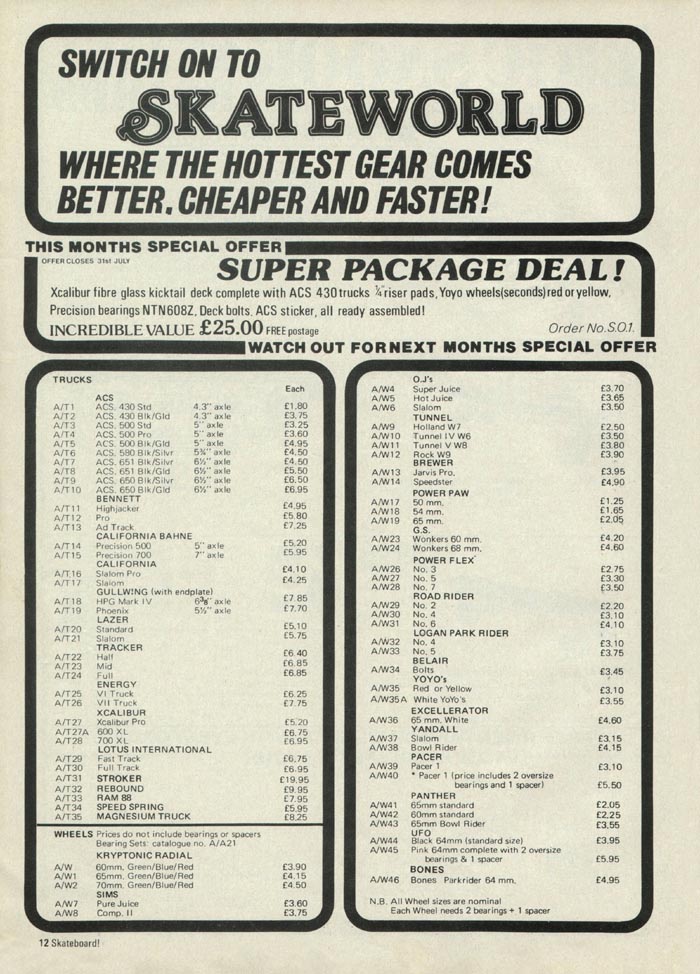 SWITCH ON TO
SKATEWORLD
WHERE THE HOTTEST GEAR COMES
BETTER, CHEAPER AND FASTER!
THIS MONTHS SPECIAL OFFER
OFFER CLOSES 31st JULY
SUPER PACKAGE DEAL!
Xcalibur fibre glass kicktail deck complete with ACS 430 trucks ¼" riser pads, Yoyo wheels(seconds) red or yellow,
Precision bearings NTN608Z, Deck bolts, ACS sticker, all ready assembled!
INCREDIBLE VALUE £25.00 FREE postage
Order No.S.O.1.
WATCH OUT FOR NEXT MONTHS SPECIAL OFFER
TRUCKS
Each
ACS
A/T1 ACS. 430 Std 4.3" axle £1.80
A/T2 ACS. 430 Blk/Gld 4.3" axle £3.75
A/T3 ACS. 500 Std 5" axle £3.25
A/T4 ACS. 500 Pro 5" axle £3.60
A/T5 ACS. 500 Blk/Gld 5" axle £4.95
A/T6 ACS. 580 Blk/Silvr 5¾" axle £4.50
A/T7 ACS. 651 Blk/Silvr 6½" axle £4.50
A/T8 ACS. 651 Blk/Gld 6½" axle £5.50
A/T9 ACS. 650 Blk/Silvr 6½" axle £6.50
A/T10 ACS. 650 Blk/Gld 6½" axle £6.95
BENNETT
A/T11 Highjacker £4.95
A/T12 Pro £5.80
A/T13 Ad Track £7.25
CALIFORNIA BAHNE
A/T14 Precision 500 5" axle £5.20
A/T15 Precision 700 7" axle £5.95
CALIFORNIA
A/T.16 Slalom Pro £4.10
A/T17 Slalom £4.25
GULLWING (with endplate)
A/T18 HPG Mark IV 6⅜" axle £7.85
A/T19 Phoenix 5½" axle £7.70
LAZER
A/T20 Standard £5.10
A/T21 Slalom £5.75
TRACKER
A/T22 Half £6.40
A/T23 Mid £6.85
A/T24 Full £6.85
ENERGY
A/T25 VI Truck £6.25
A/T26 VII Truck £7.75
XCALIBUR
A/T27 Xcalibur Pro £5.20
A/T27A 600 XL £6.75
A/T28 700 XL £6.95
LOTUS INTERNATIONAL
A/T29 Fast Track £6.75
A/T30 Full Track £6.95
A/T31 STROKER £19.95
A/T32 REBOUND £9.95
A/T33 RAM 88 £7.95
A/T34 SPEED SPRING £5.95
A/T35 MAGNESIUM TRUCK £8.25
WHEELS Prices do not include bearings or spacers
Bearing Sets: catalogue no. A/A21
KRYPTONIC RADIAL
A/W 60mm. Green/Blue/Red £3.90
A/W1 65mm. Green/Blue/Red £4.15
A/W2 70mm. Green/Blue/Red £4.50
SIMS
A/W7 Pure Juice £3.60
A/W8 Comp. II £3.75
O.J's
A/W4 Super Juice £3.70
A/W5 Hot Juice £3.65
A/W6 Slalom £3.50
TUNNEL
A/W9 Holland W7 £2.50
A/W10 Tunnel IV W6 £3.50
A/W11 Tunnel V W8 £3.80
A/W12 Rock W9 £3.90
BREWER
A/W13 Jarvis Pro. £3.95
A/W14 Speedster £4.90
POWER PAW
A/W17 50 mm. £1.25
A/W18 54 mm. £1.65
A/W19 65 mm. £2.05
G.S.
A/W23 Wonkers 60 mm. £4.20
A/W24 Wonkers 68 mm. £4.60
POWER FLEX
A/W26 No. 3 £2.75
A/W27 No. 5 £3.30
A/W28 No. 7 £3.50
ROAD RIDER
A/W29 No. 2 £2.20
A/W30 No. 4 £3.10
A/W31 No. 6 £4.10
LOGAN PARK RIDER
A/W32 No. 4 £3.10
A/W33 No. 5 £3.75
BELAIR
A/W34 Bolts £3.45
YOYO's
A/W35 Red or Yellow £3.10
A/W35A White YoYo's £3.55
EXCELLERATOR
A/W36 65 mm. White £4.60
YANDALL
A/W37 Slalom £3.15
A/W38 Bowl Rider £4.15
PACER
A/W39 Pacer 1 £3.10
A/W40 * Pacer 1 (price includes 2 oversize
bearings and 1 spacer) £5.50
PANTHER
A/W41 65mm standard £2.05
A/W42 60mm standard £2.25
A/W43 65mm Bowl Rider £3.55
UFO
A/W44 Black 64mm (standard size) £3.95
A/W45 Pink 64mm complete with 2 oversize
bearings & 1 spacer £5.95
BONES
A/W46 Bones Parkrider 64 mm. £4.95
N.B. All Wheel sizes are nominal
Each Wheel needs 2 bearings + 1 spacer
12 Skateboard!